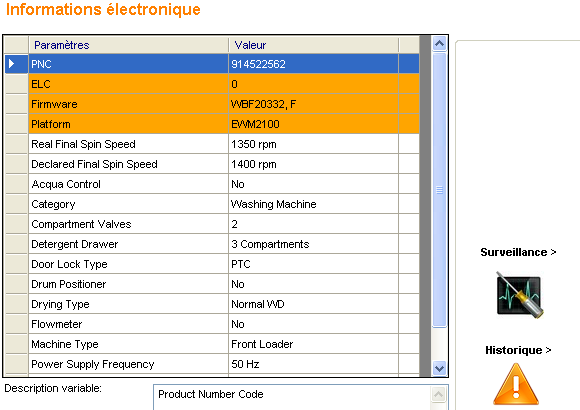 Informations électronique
Paramètres Valeur
PNC 914522562
ELC 0
Firmware WBF20332, F
Platform EWM2100
Real Final Spin Speed 1350 rpm
Declared Final Spin Speed 1400 rpm
Acqua Control No
Category Washing Machine
Compartment Valves 2
Detergent Drawer 3 Compartments
Door Lock Type PTC
Drum Positioner No
Drying Type Normal WD
Flowmeter No
Machine Type Front Loader
Power Supply Frequency 50 Hz
Surveillance >
Historique >
Description variable: Product Number Code